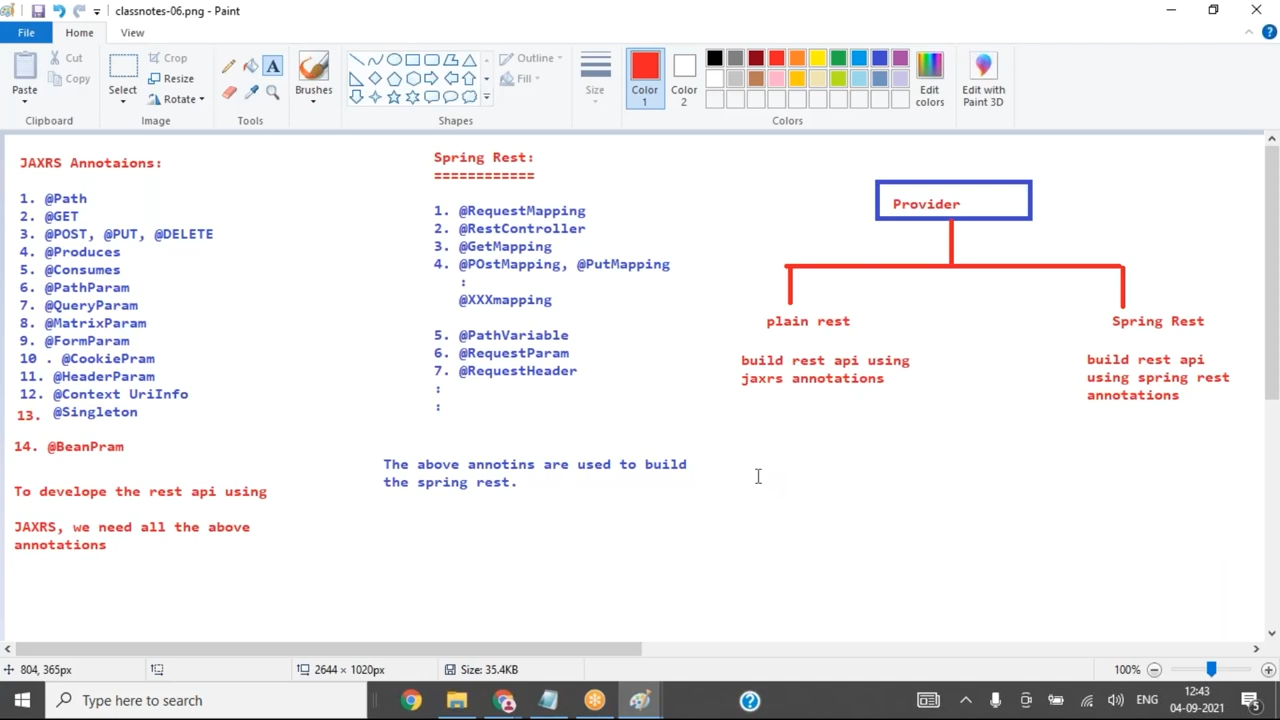 classnotes-06.png - Paint
File
Home
View
Paste
Cut
Copy
Clipboard
Select
Crop
Resize
Rotate
Image
A
Tools
Brushes
Outline
Fill
Shapes
Size
Color 1
Color 2
Edit colors
Colors
Edit with Paint 3D
JAXRS Annotaions:
1. @Path
2. @GET
3. @POST, @PUT, @DELETE
4. @Produces
5. @Consumes
6. @PathParam
7. @QueryParam
8. @MatrixParam
9. @FormParam
10 . @CookiePram
11. @HeaderParam
12. @Context UriInfo
13. @Singleton
14. @BeanPram
To develope the rest api using
JAXRS, we need all the above
annotations
Spring Rest:
============
1. @RequestMapping
2. @RestController
3. @GetMapping
4. @POstMapping, @PutMapping
:
@XXXmapping
5. @PathVariable
6. @RequestParam
7. @RequestHeader
:
:
The above annotins are used to build
the spring rest.
Provider
plain rest
build rest api using
jaxrs annotations
Spring Rest
build rest api
using spring rest
annotations
804, 365px
2644 × 1020px
Size: 35.4KB
100%
Type here to search
ENG
12:43
04-09-2021
5